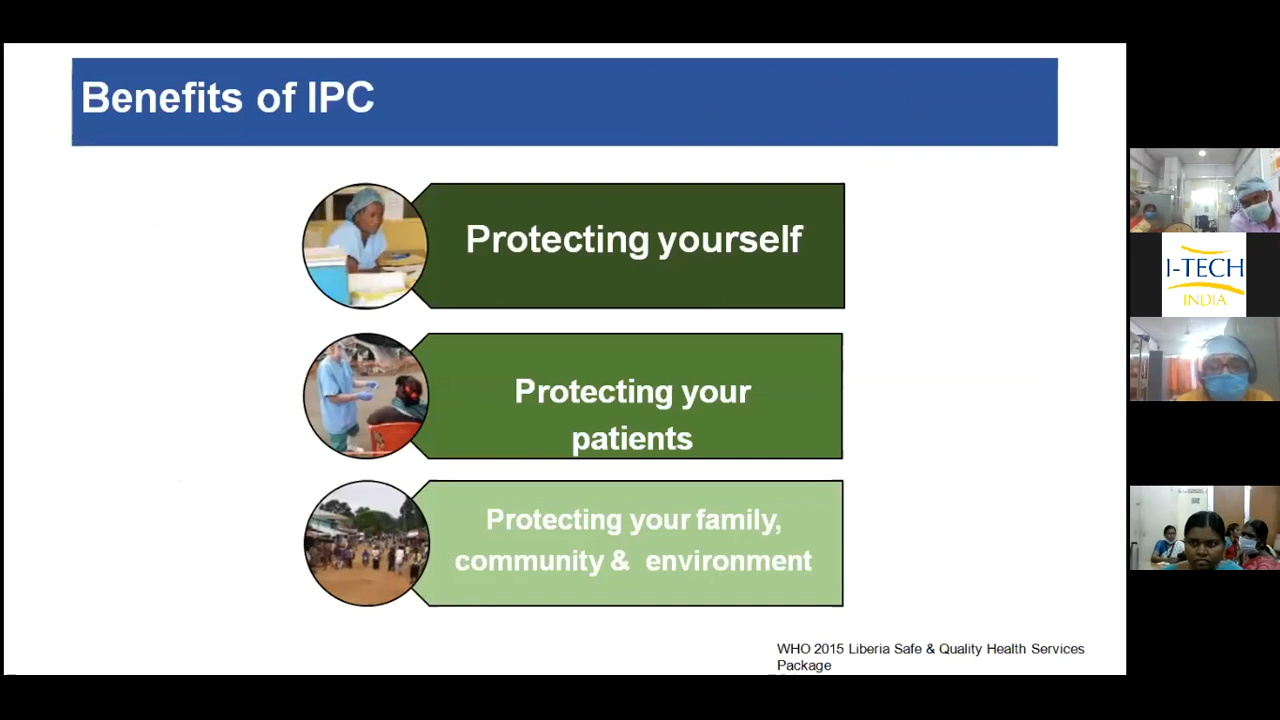 Benefits of IPC
Protecting yourself
Protecting your
patients
Protecting your family,
community & environment
WHO 2015 Liberia Safe & Quality Health Services
Package
I-TECH
INDIA